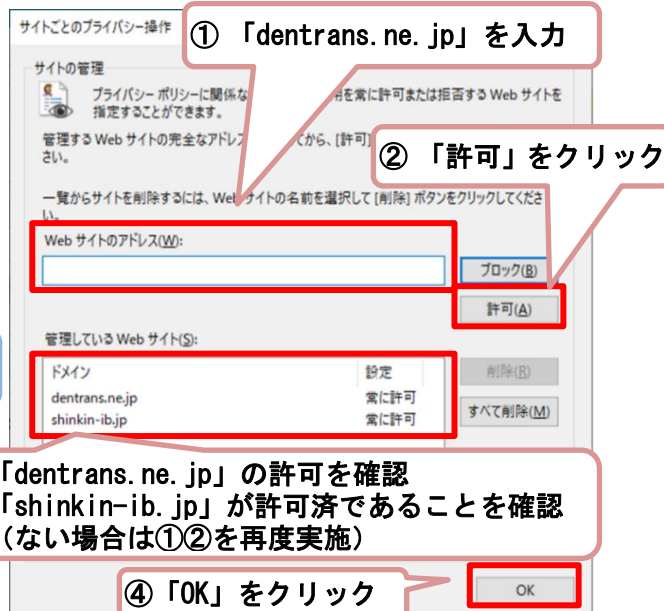 サイトごとのプライバシー操作
① 「dentrans.ne.jp」を入力
サイトの管理
プライバシー ポリシーに関係な
用を常に許可または拒否する Web サイトを
指定することができます。
管理する Web サイトの完全なアドレ
てから、[許可]
さい。
② 「許可」をクリック
一覧からサイトを削除するには、Web サイトの名前を選択して [削除] ボタンをクリックしてくださ
い。
Web サイトのアドレス(W):
ブロック(B)
許可(A)
管理している Web サイト(S):
ドメイン 設定
削除(R)
dentrans.ne.jp 常に許可
shinkin-ib.jp 常に許可
すべて削除(M)
「dentrans.ne.jp」の許可を確認
「shinkin-ib.jp」が許可済であることを確認
(ない場合は①②を再度実施)
④「OK」をクリック
OK